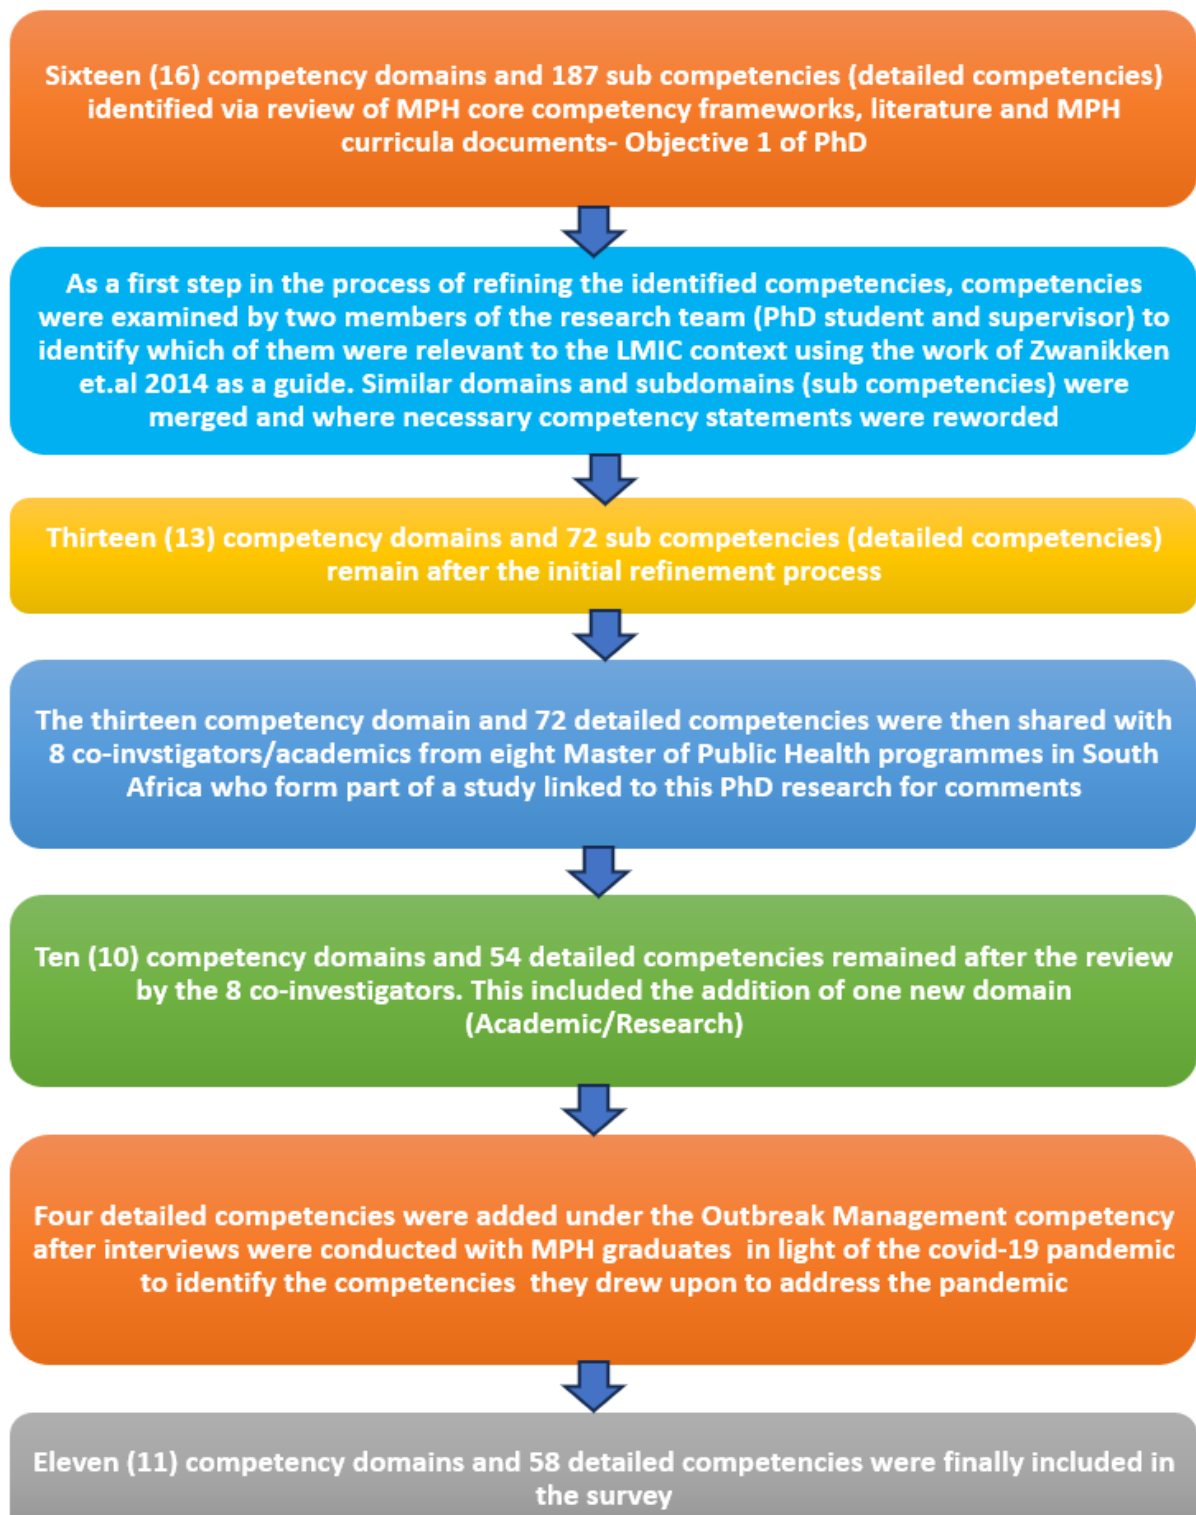 Sixteen (16) competency domains and 187 sub competencies (detailed competencies)
identified via review of MPH core competency frameworks, literature and MPH
curricula documents- Objective 1 of PhD
As a first step in the process of refining the identified competencies, competencies
were examined by two members of the research team (PhD student and supervisor) to
identify which of them were relevant to the LMIC context using the work of Zwanikken
et.al 2014 as a guide. Similar domains and subdomains (sub competencies) were
merged and where necessary competency statements were reworded
Thirteen (13) competency domains and 72 sub competencies (detailed competencies)
remain after the initial refinement process
The thirteen competency domain and 72 detailed competencies were then shared with
8 co-invstigators/academics from eight Master of Public Health programmes in South
Africa who form part of a study linked to this PhD research for comments
Ten (10) competency domains and 54 detailed competencies remained after the review
by the 8 co-investigators. This included the addition of one new domain
(Academic/Research)
Four detailed competencies were added under the Outbreak Management competency
after interviews were conducted with MPH graduates in light of the covid-19 pandemic
to identify the competencies they drew upon to address the pandemic
Eleven (11) competency domains and 58 detailed competencies were finally included in
the survey